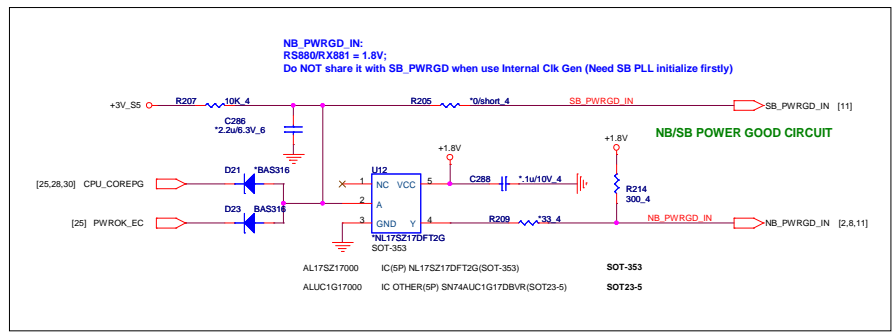 NB_PWRGD_IN:
RS880/RX881 = 1.8V;
Do NOT share it with SB_PWRGD when use Internal Clk Gen (Need SB PLL initialize firstly)
+3V_S5 R207 10K_4 R205 *0/short_4 SB_PWRGD_IN SB_PWRGD_IN [11]
C286
*2.2u/6.3V_6
NB/SB POWER GOOD CIRCUIT
+1.8V +1.8V
D21 *BAS316 U12 C288 *.1u/10V_4
[25,28,30] CPU_COREPG 1 NC VCC 5
R214
300_4
2 A
D23 BAS316
[25] PWROK_EC 3 GND Y 4 R209 *33_4 NB_PWRGD_IN NB_PWRGD_IN [2,8,11]
*NL17SZ17DFT2G
SOT-353
AL17SZ17000 IC(5P) NL17SZ17DFT2G(SOT-353) SOT-353
ALUC1G17000 IC OTHER(5P) SN74AUC1G17DBVR(SOT23-5) SOT23-5